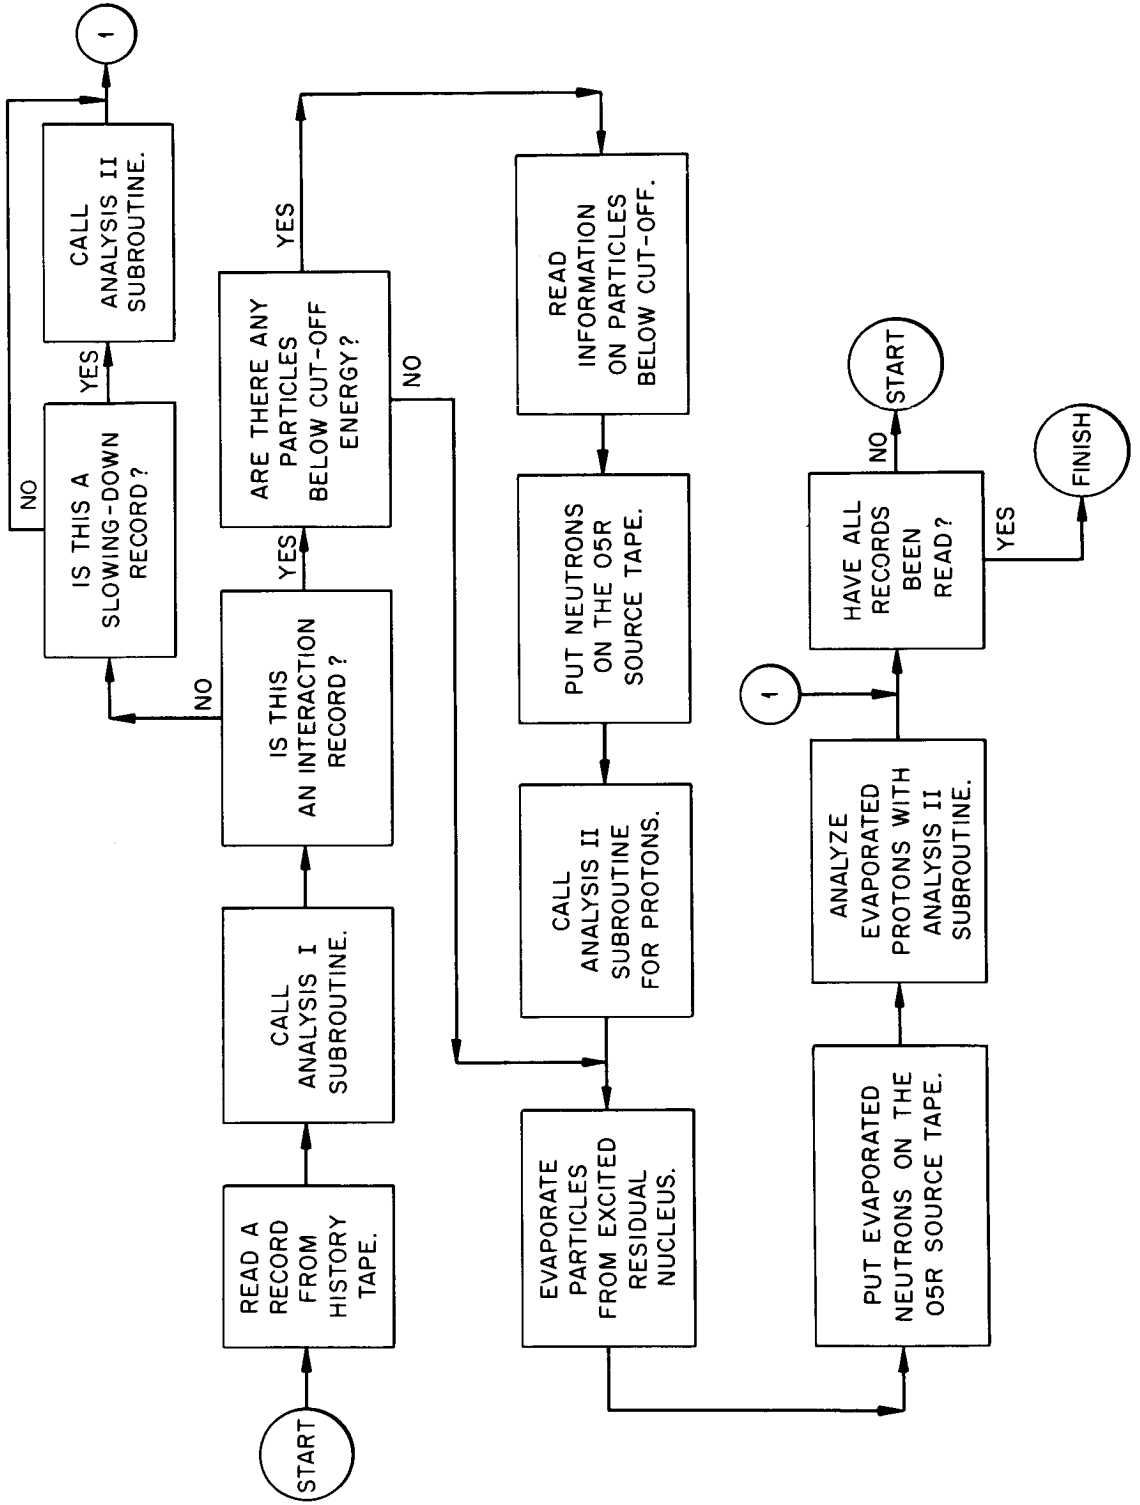 1
CALL
ANALYSIS II
SUBROUTINE.
YES
IS THIS A
SLOWING-DOWN
RECORD?
NO
START
READ A
RECORD
FROM
HISTORY
TAPE.
CALL
ANALYSIS I
SUBROUTINE.
IS THIS
AN INTERACTION
RECORD?
NO
YES
ARE THERE ANY
PARTICLES
BELOW CUT-OFF
ENERGY?
YES
NO
READ
INFORMATION
ON PARTICLES
BELOW CUT-OFF.
PUT NEUTRONS
ON THE O5R
SOURCE TAPE.
CALL
ANALYSIS II
SUBROUTINE
FOR PROTONS.
EVAPORATE
PARTICLES
FROM EXCITED
RESIDUAL
NUCLEUS.
PUT EVAPORATED
NEUTRONS ON THE
O5R SOURCE TAPE.
ANALYZE
EVAPORATED
PROTONS WITH
ANALYSIS II
SUBROUTINE.
1
HAVE ALL
RECORDS
BEEN
READ?
NO
START
YES
FINISH